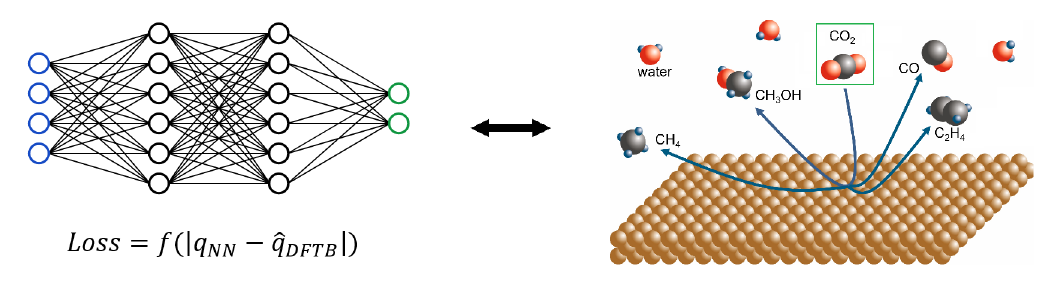 CO₂
water
CO
CH₃OH
C₂H₄
CH₄
Loss = f(|q_NN − q̂_DFTB|)